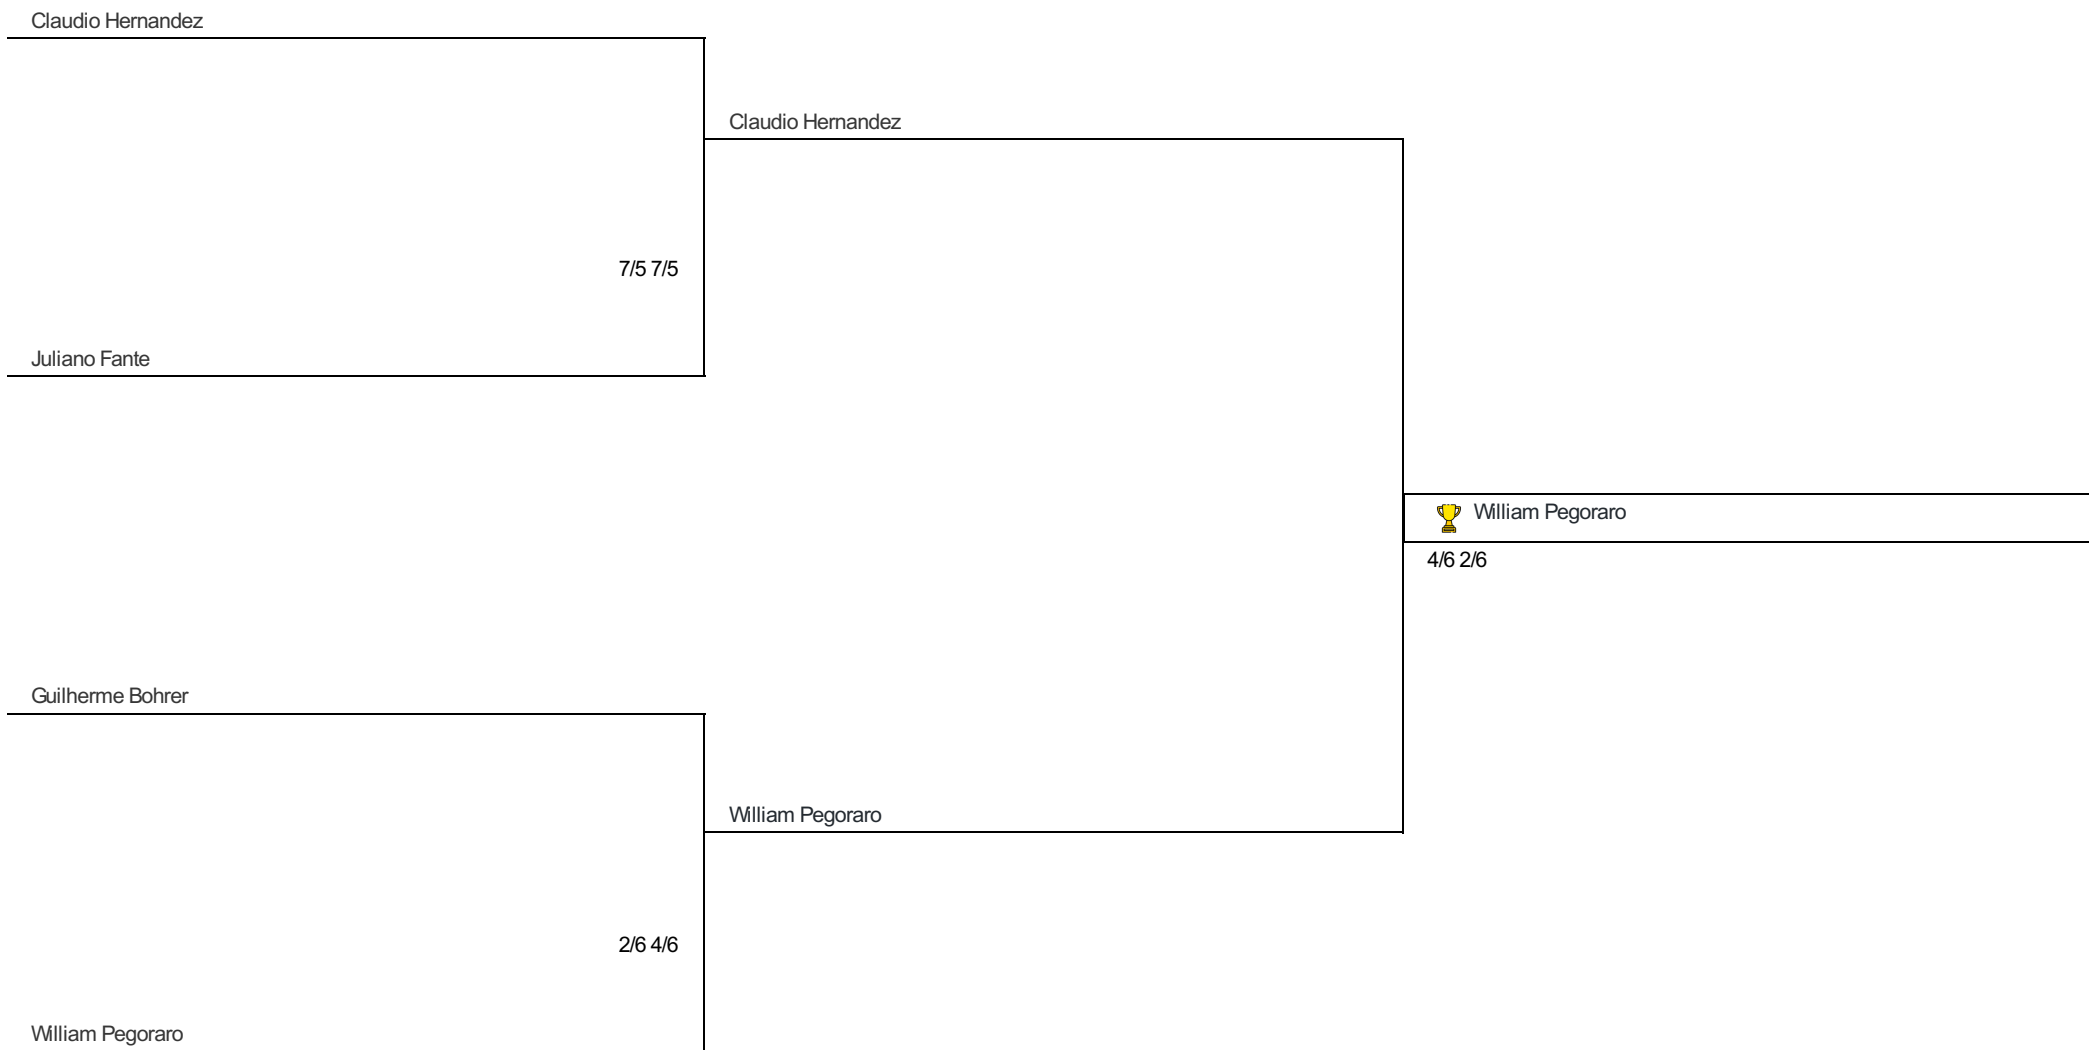 Claudio Hernandez
Claudio Hernandez
7/5 7/5
Juliano Fante
William Pegoraro
4/6 2/6
Guilherme Bohrer
William Pegoraro
2/6 4/6
William Pegoraro